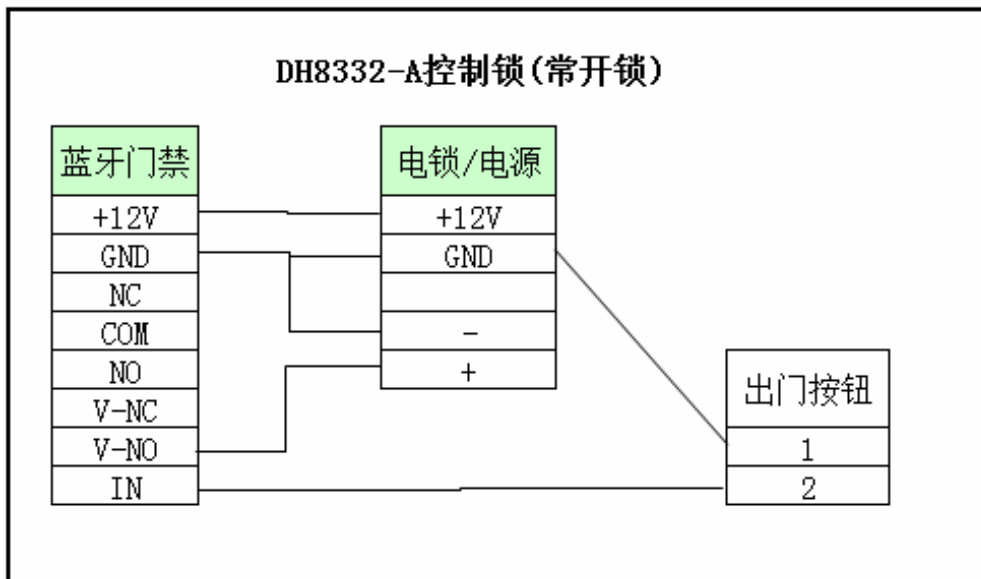 DH8332-A控制锁(常开锁)
蓝牙门禁
+12V
GND
NC
COM
NO
V-NC
V-NO
IN
电锁/电源
+12V
GND
-
+
出门按钮
1
2